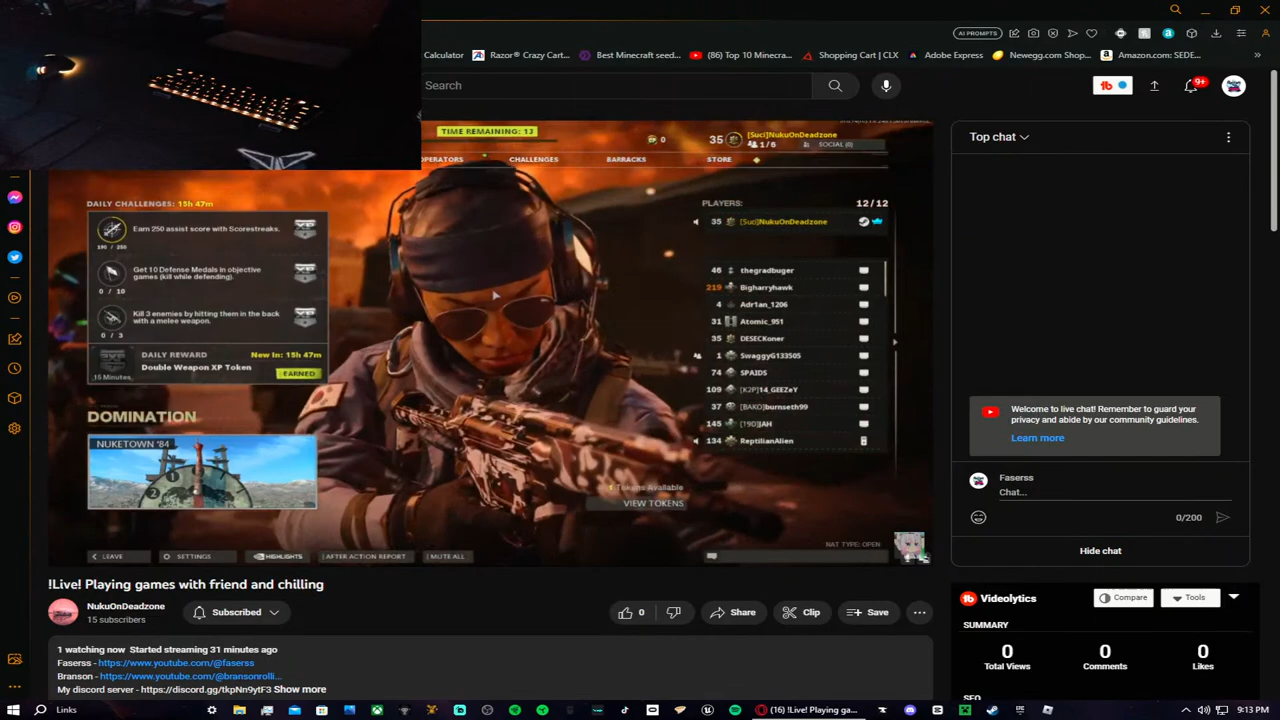 AI PROMPTS
Calculator
Razor® Crazy Cart...
Best Minecraft seed...
(86) Top 10 Minecra...
Shopping Cart | CLX
Adobe Express
Newegg.com Shop...
Amazon.com: SEDE...
»
Search
9+
TIME REMAINING: 13
OPERATORS
CHALLENGES
BARRACKS
STORE
0
35
[Suci]NukuOnDeadzone
1/6
SOCIAL (0)
DAILY CHALLENGES: 15h 47m
Earn 250 assist score with Scorestreaks.
190 / 250
Get 10 Defense Medals in objective
games (kill while defending).
0 / 10
Kill 3 enemies by hitting them in the back
with a melee weapon.
0 / 3
DAILY REWARD
New In: 15h 47m
Double Weapon XP Token
15 Minutes
EARNED
DOMINATION
NUKETOWN '84
PLAYERS:
12/12
35 [Suci]NukuOnDeadzone
46 thegradbuger
219 Bigharryhawk
4 Adr1an_1206
31 Atomic_951
35 DESECKoner
1 SwaggyG133505
74 SPAIDS
109 [K2P]14_GEEZeY
37 [BAKO]burnseth99
145 [190]JAH
134 ReptilianAlien
1 Tokens Available
VIEW TOKENS
NAT TYPE: OPEN
LEAVE
SETTINGS
HIGHLIGHTS
AFTER ACTION REPORT
MUTE ALL
!Live! Playing games with friend and chilling
NukuOnDeadzone
15 subscribers
Subscribed
0
Share
Clip
Save
1 watching now Started streaming 31 minutes ago
Faserss - https://www.youtube.com/@faserss
Branson - https://www.youtube.com/@bransonrolli...
My discord server - https://discord.gg/tkpNn9ytF3 Show more
Top chat
Welcome to live chat! Remember to guard your
privacy and abide by our community guidelines.
Learn more
Faserss
Chat...
0/200
Hide chat
Videolytics
Compare
Tools
SUMMARY
0
Total Views
0
Comments
0
Likes
SEO
Links
(16) !Live! Playing ga...
9:13 PM